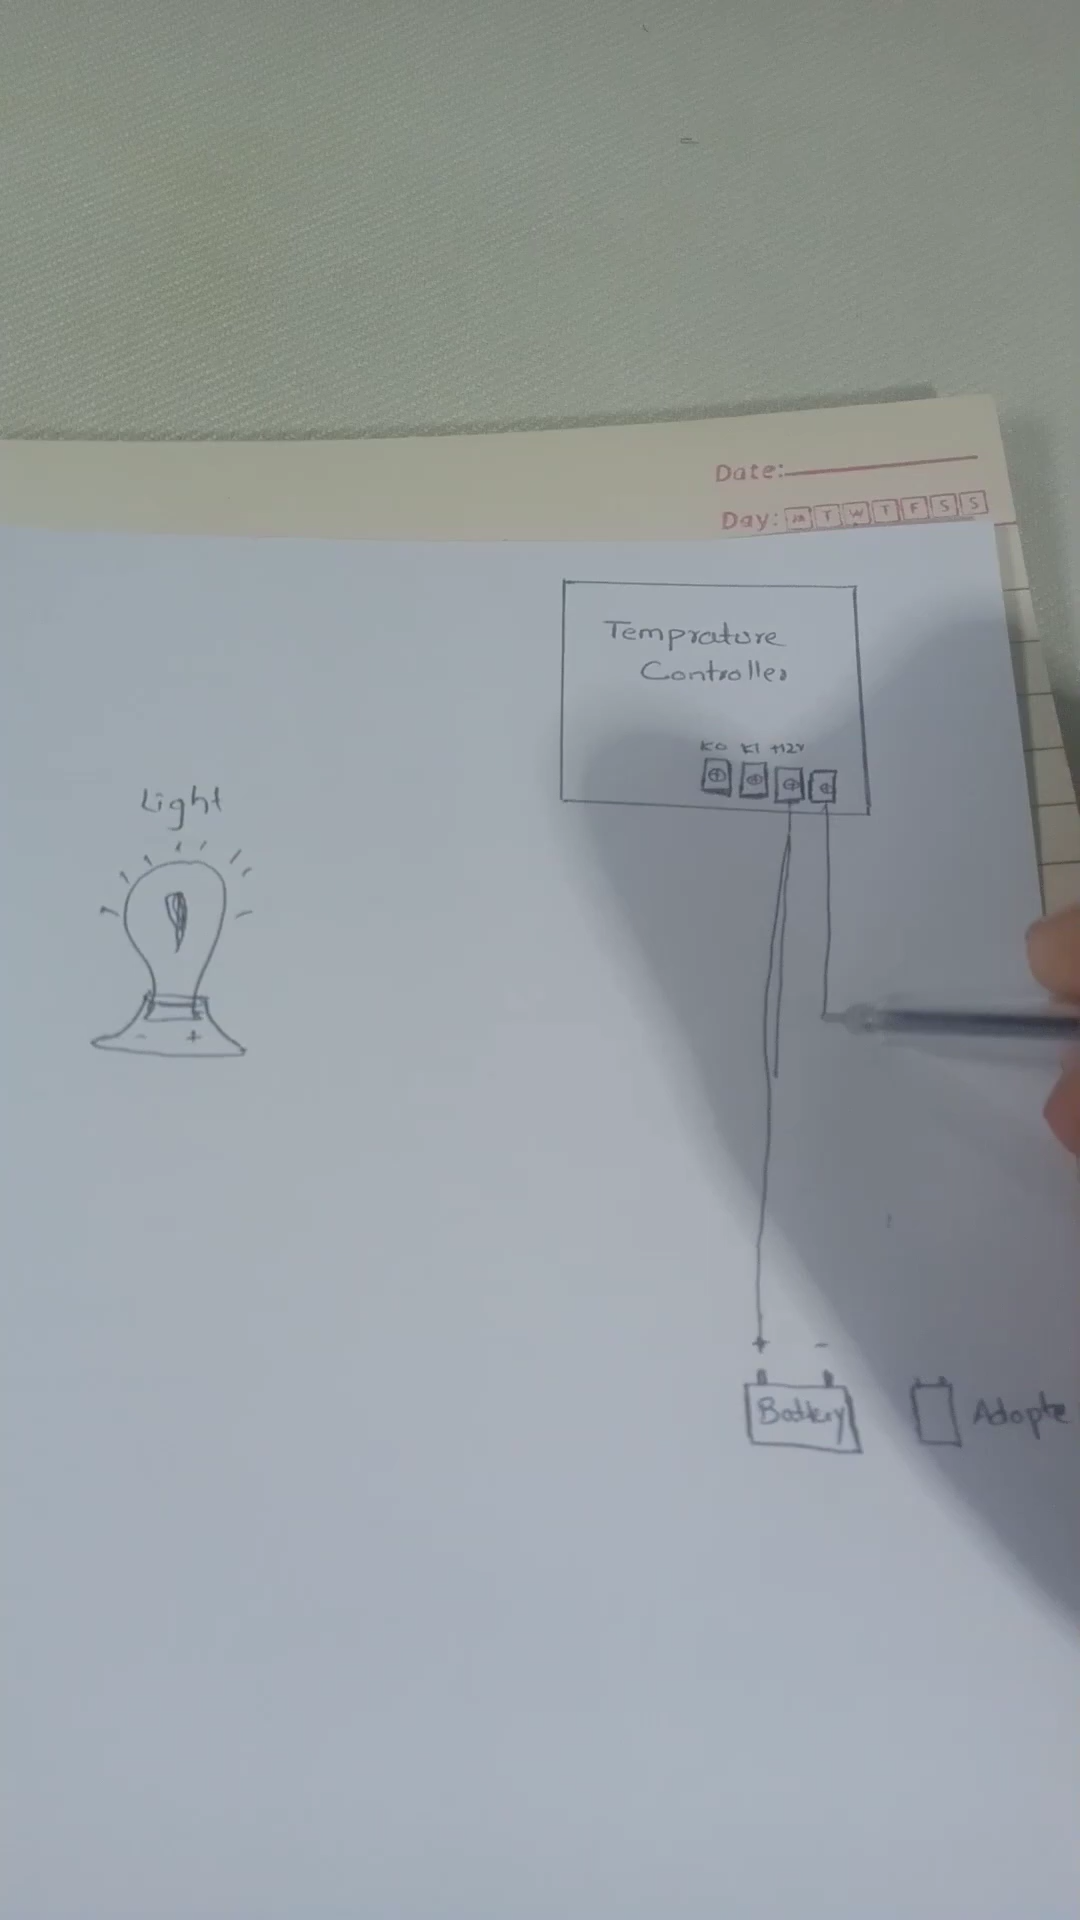 Date:
Day: M T W T F S S
Temprature
Controller
K0 K1 +12V
Light
- +
+ -
Battery
Adopte